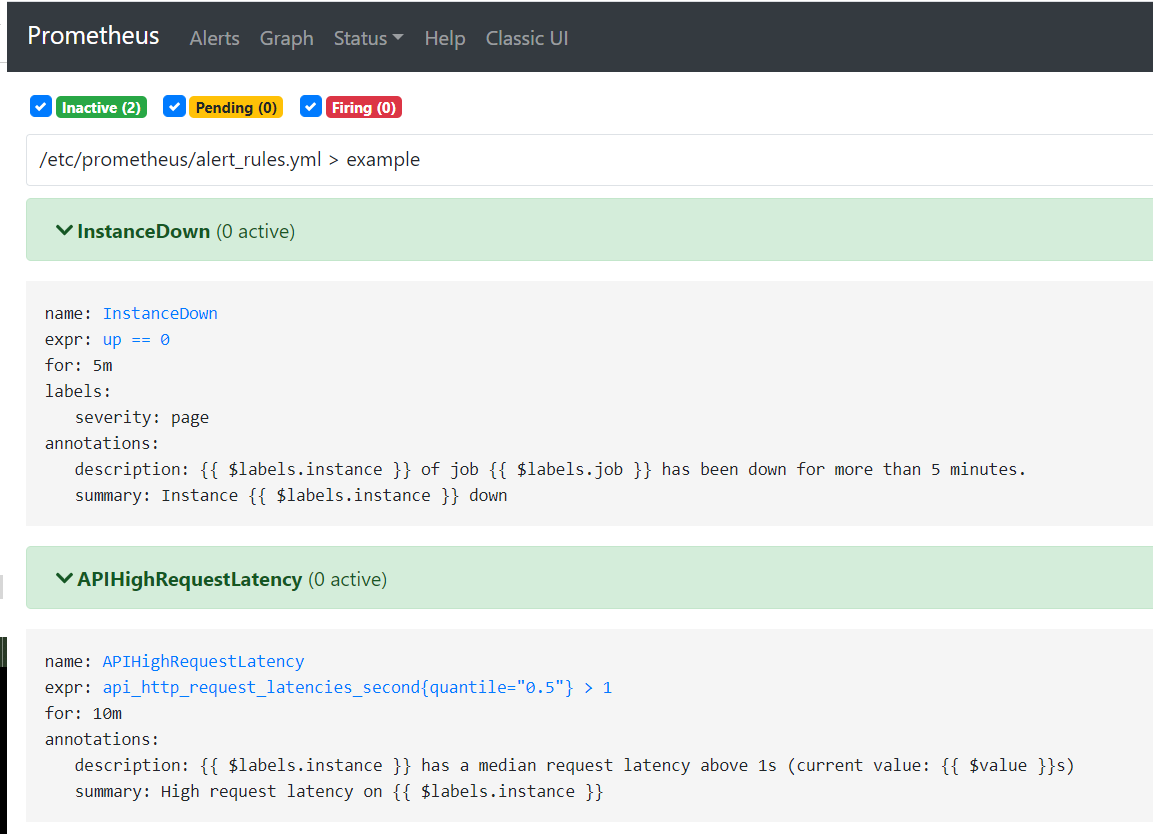 Prometheus Alerts Graph Status Help Classic UI
Inactive (2) Pending (0) Firing (0)
/etc/prometheus/alert_rules.yml > example
InstanceDown (0 active)
name: InstanceDown
expr: up == 0
for: 5m
labels:
severity: page
annotations:
description: {{ $labels.instance }} of job {{ $labels.job }} has been down for more than 5 minutes.
summary: Instance {{ $labels.instance }} down
APIHighRequestLatency (0 active)
name: APIHighRequestLatency
expr: api_http_request_latencies_second{quantile="0.5"} > 1
for: 10m
annotations:
description: {{ $labels.instance }} has a median request latency above 1s (current value: {{ $value }}s)
summary: High request latency on {{ $labels.instance }}